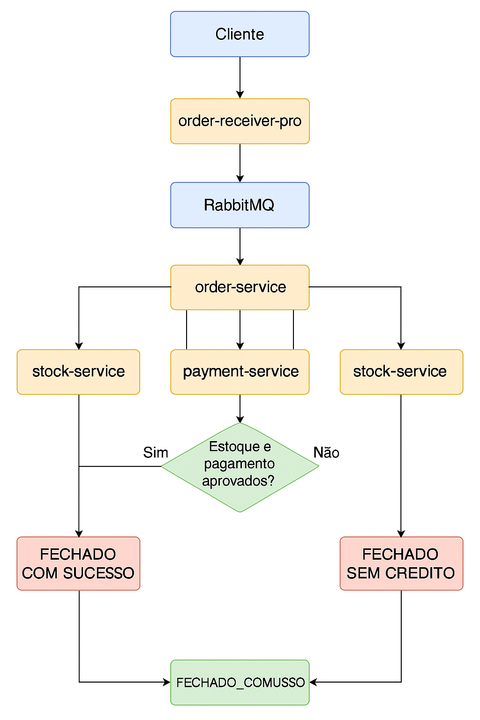 Cliente
order-receiver-pro
RabbitMQ
order-service
stock-service
payment-service
stock-service
Sim
Estoque e
pagamento
aprovados?
Não
FECHADO
COM SUCESSO
FECHADO
SEM CREDITO
FECHADO_COMUSSO